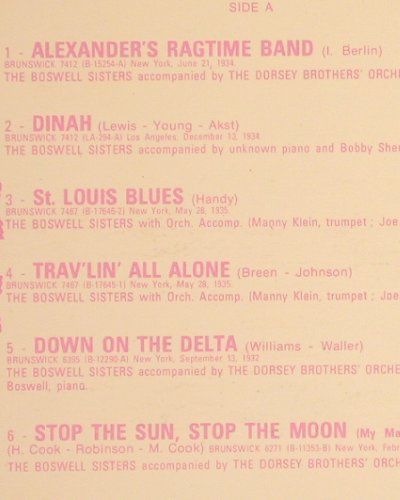 SIDE A
1 - ALEXANDER'S RAGTIME BAND (I. Berlin)
BRUNSWICK 7412 (B-15254-A) New York, June 21, 1934.
THE BOSWELL SISTERS accompanied by THE DORSEY BROTHERS' ORCHE
2 - DINAH (Lewis - Young - Akst)
BRUNSWICK 7412 (LA-294-A) Los Angeles, December 13, 1934.
THE BOSWELL SISTERS accompanied by unknown piano and Bobby She
3 - St. LOUIS BLUES (Handy)
BRUNSWICK 7467 (B-17646-2) New York, May 28, 1935.
THE BOSWELL SISTERS with Orch. Accomp. (Manny Klein, trumpet ; Joe
4 - TRAV'LIN' ALL ALONE (Breen - Johnson)
BRUNSWICK 7467 (B-17645-1) New York, May 28, 1935.
THE BOSWELL SISTERS with Orch. Accomp. (Manny Klein, trumpet ; Joe
5 - DOWN ON THE DELTA (Williams - Waller)
BRUNSWICK 6395 (B-12290-A) New York, September 13, 1932
THE BOSWELL SISTERS accompanied by THE DORSEY BROTHERS' ORCHE
Boswell, piano.
6 - STOP THE SUN, STOP THE MOON (My Ma
(H. Cook - Robinson - M. Cook) BRUNSWICK 6271 (B-11353-B) New York, Febr
THE BOSWELL SISTERS accompanied by THE DORSEY BROTHERS' ORCHE